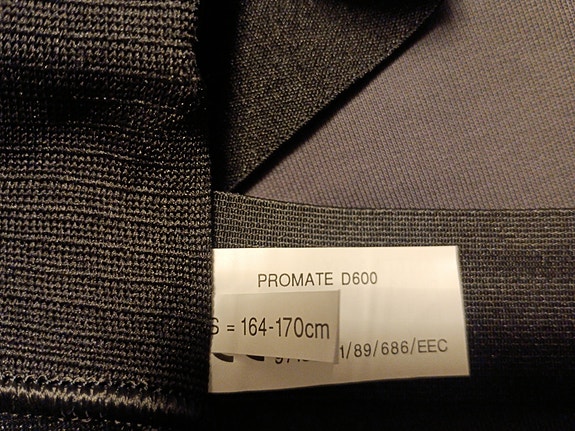 PROMATE D600
S = 164-170cm
1/89/686/EEC